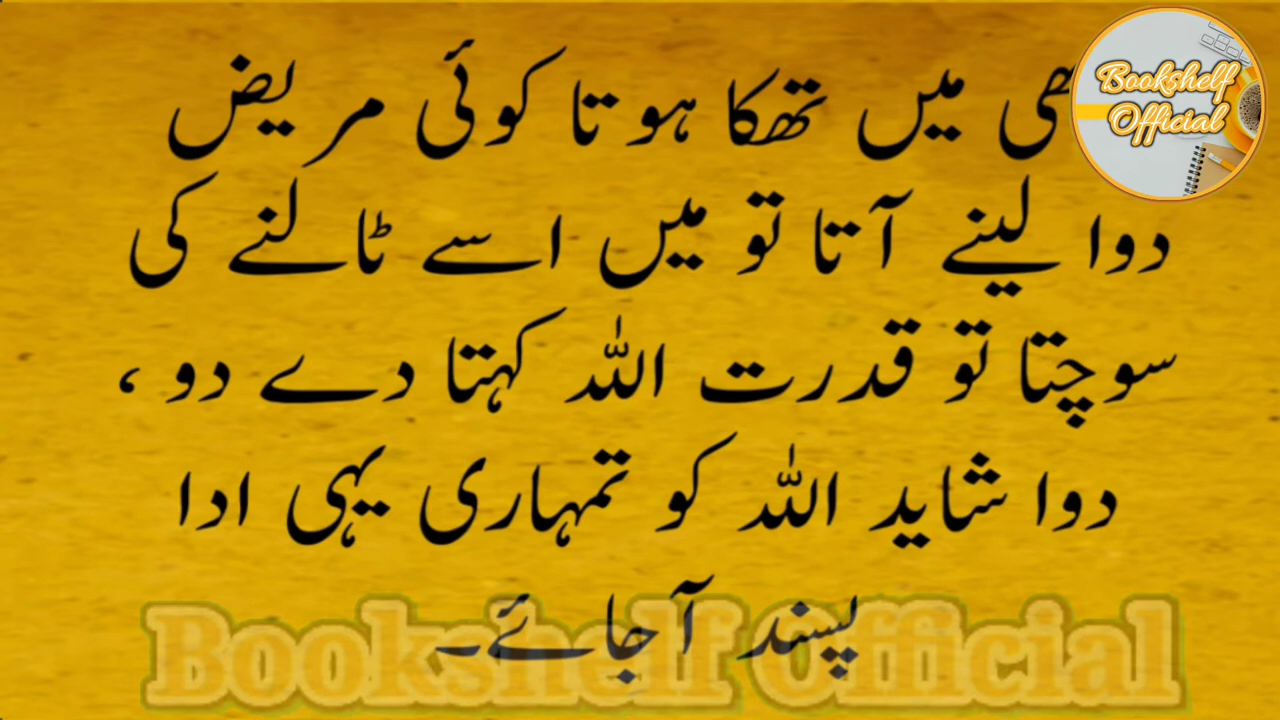 میں تھکا ہوتا کوئی مریض
دوا لینے آتا تو میں اسے ٹالنے کی
سوچتا تو قدرت اللہ کہتا دے دو ،
دوا شاید اللہ کو تمہاری یہی ادا
پسند آجائے۔
Bookshelf
Official
Bookshelf Official